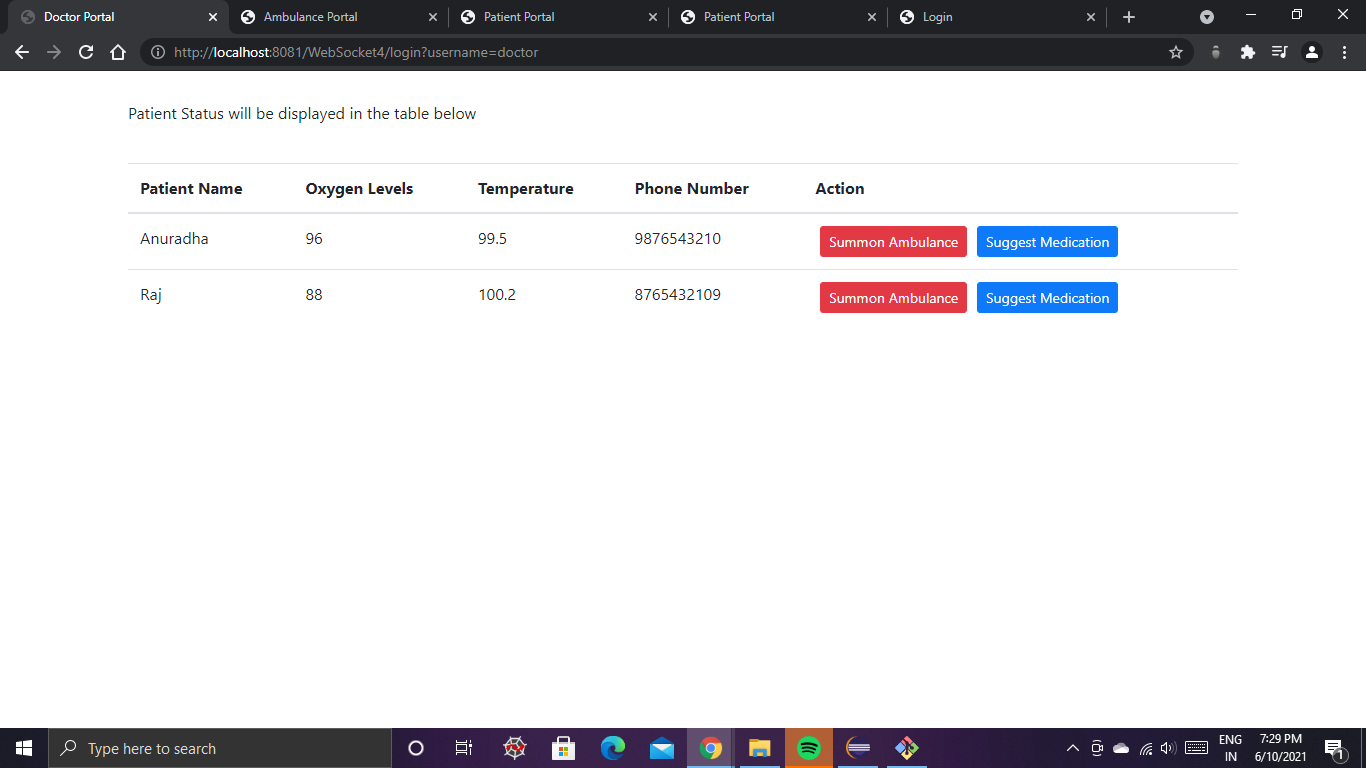 Doctor Portal
Ambulance Portal
Patient Portal
Patient Portal
Login
http://localhost:8081/WebSocket4/login?username=doctor
Patient Status will be displayed in the table below
Patient Name Oxygen Levels Temperature Phone Number Action
Anuradha 96 99.5 9876543210 Summon Ambulance Suggest Medication
Raj 88 100.2 8765432109 Summon Ambulance Suggest Medication
Type here to search
ENG
IN
7:29 PM
6/10/2021
1